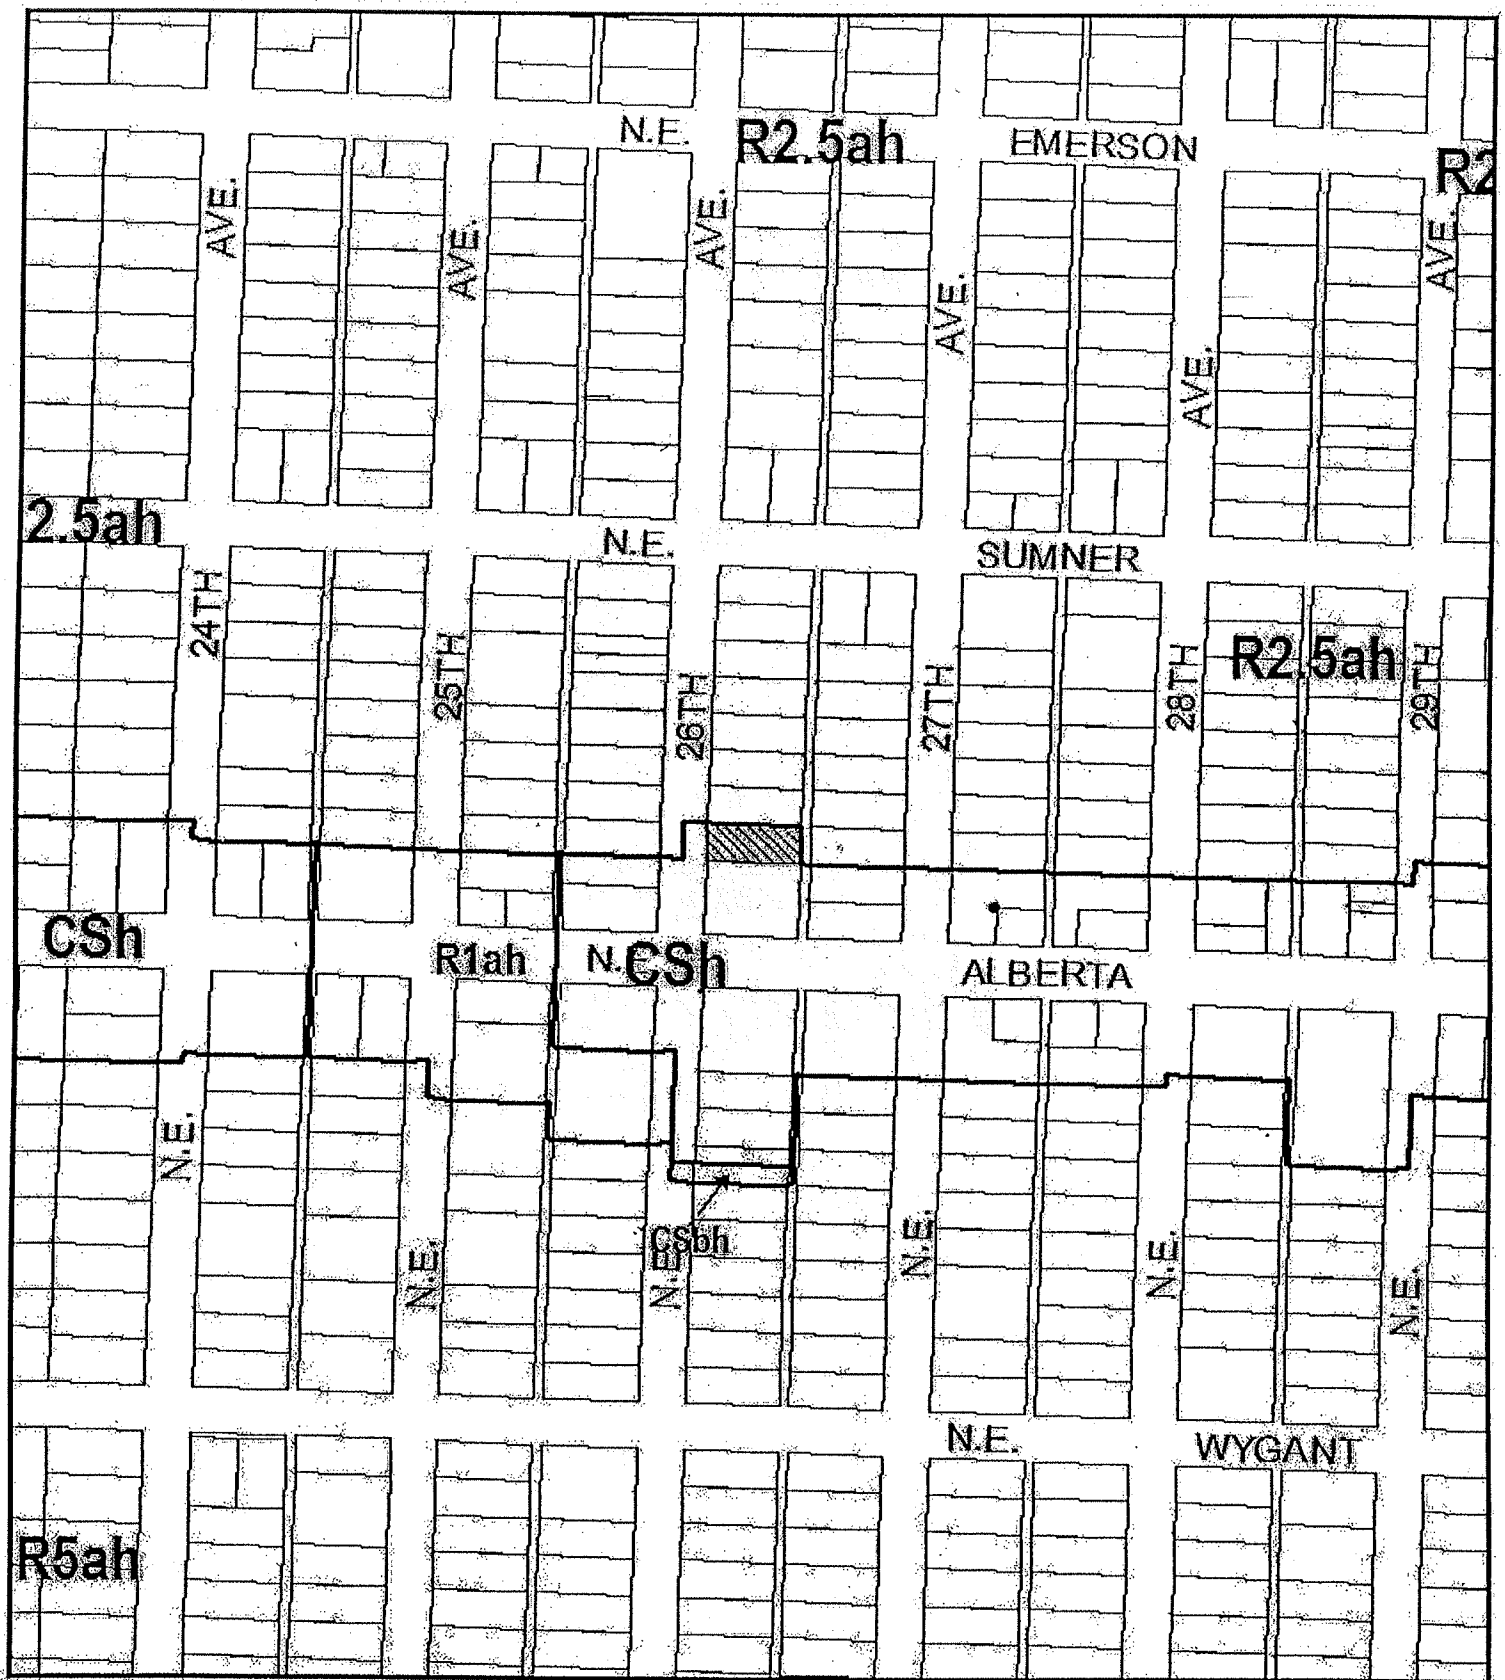 N.E. R2.5ah EMERSON
R2
AVE. AVE. AVE. AVE. AVE. AVE.
2.5ah
N.E. SUMNER
24TH 25TH 26TH 27TH 28TH 29TH
R2.5ah
CSh R1ah N. CSh ALBERTA
N.E. N.E. N.E. N.E. N.E. N.E.
CSbh
N.E. WYGANT
R5ah